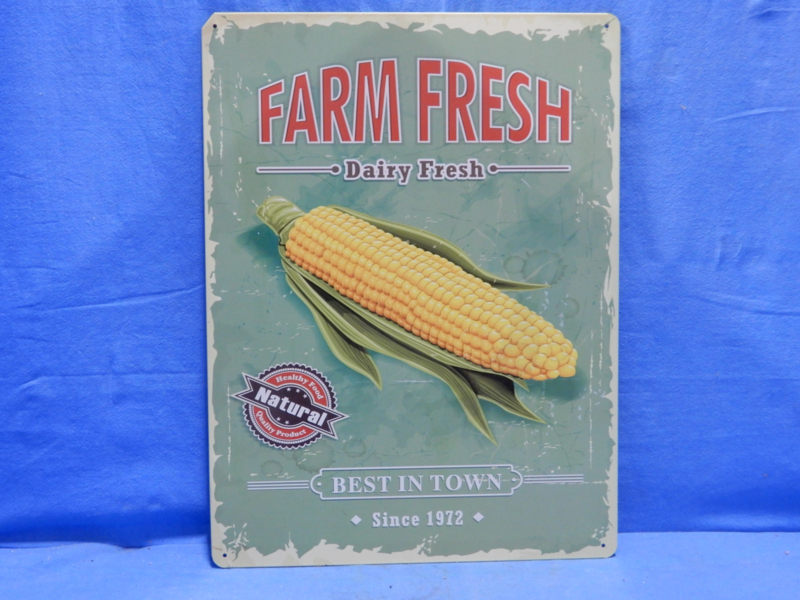 FARM FRESH
Dairy Fresh
Healthy Food
Natural
Quality Product
BEST IN TOWN
Since 1972